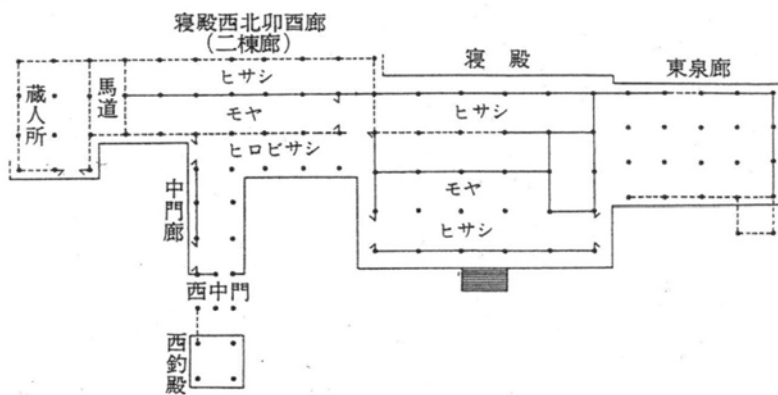 寝殿西北卯酉廊
(二棟廊)
寝殿
東泉廊
ヒサシ
蔵人所
馬道
モヤ
ヒサシ
ヒロビサシ
中門廊
モヤ
ヒサシ
西中門
西釣殿